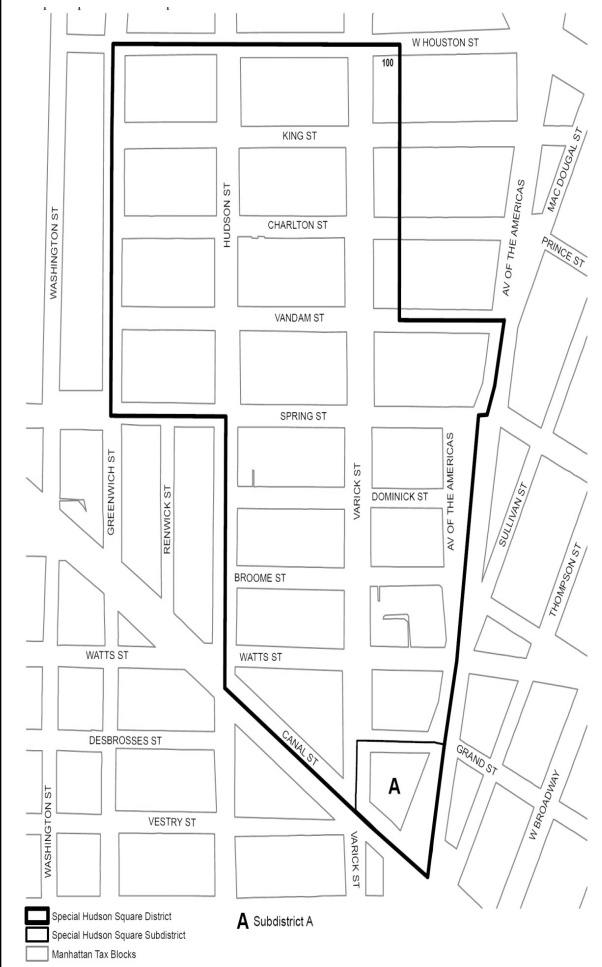 W HOUSTON ST
100
KING ST
MAC DOUGAL ST
HUDSON ST
AV OF THE AMERICAS
WASHINGTON ST
CHARLTON ST
PRINCE ST
VANDAM ST
SPRING ST
GREENWICH ST
RENWICK ST
VARICK ST
AV OF THE AMERICAS
DOMINICK ST
SULLIVAN ST
THOMPSON ST
BROOME ST
WATTS ST
WATTS ST
DESBROSSES ST
CANAL ST
GRAND ST
A
W BROADWAY
WASHINGTON ST
VESTRY ST
VARICK ST
Special Hudson Square District
A Subdistrict A
Special Hudson Square Subdistrict
Manhattan Tax Blocks